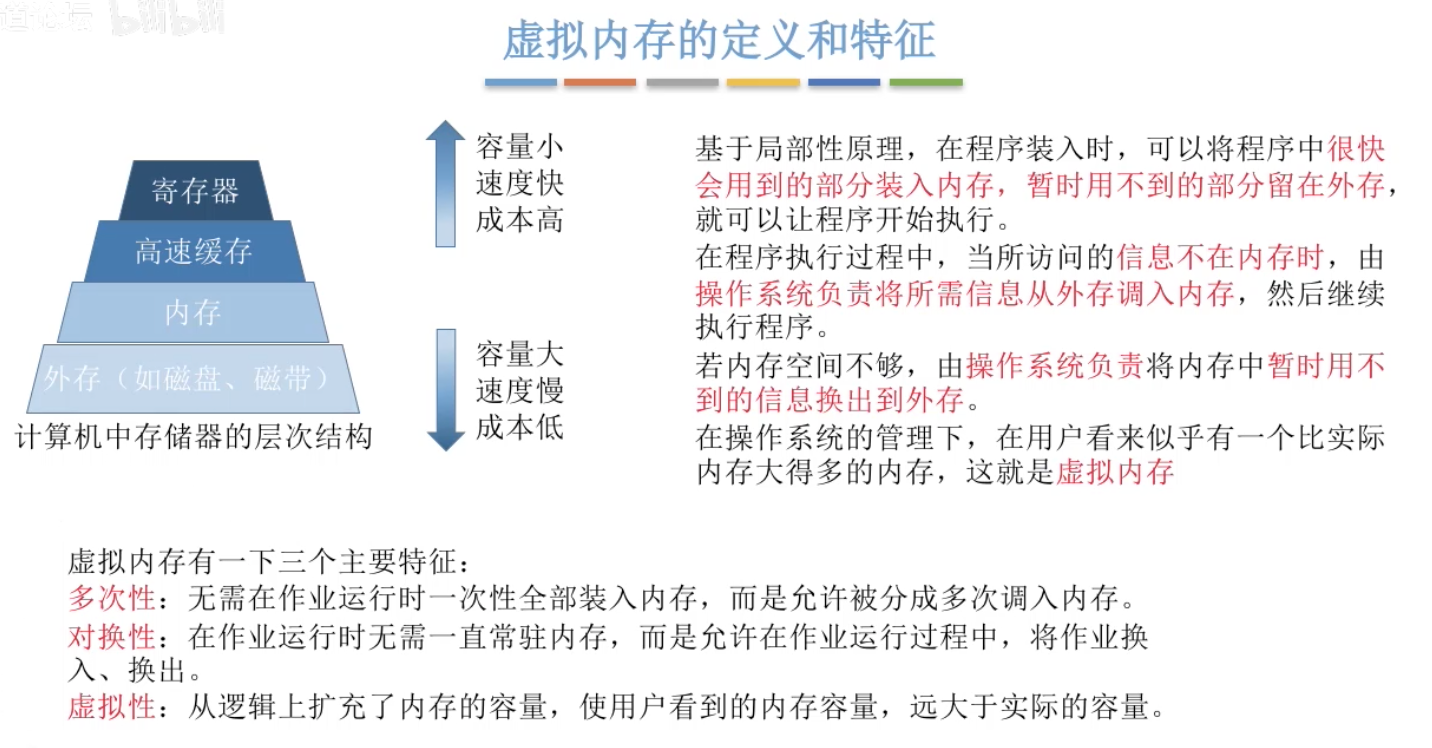 bilibili
虚拟内存的定义和特征
寄存器
高速缓存
内存
外存（如磁盘、磁带）
计算机中存储器的层次结构
容量小
速度快
成本高
容量大
速度慢
成本低
基于局部性原理，在程序装入时，可以将程序中很快
会用到的部分装入内存，暂时用不到的部分留在外存，
就可以让程序开始执行。
在程序执行过程中，当所访问的信息不在内存时，由
操作系统负责将所需信息从外存调入内存，然后继续
执行程序。
若内存空间不够，由操作系统负责将内存中暂时用不
到的信息换出到外存。
在操作系统的管理下，在用户看来似乎有一个比实际
内存大得多的内存，这就是虚拟内存
虚拟内存有一下三个主要特征：
多次性：无需在作业运行时一次性全部装入内存，而是允许被分成多次调入内存。
对换性：在作业运行时无需一直常驻内存，而是允许在作业运行过程中，将作业换
入、换出。
虚拟性：从逻辑上扩充了内存的容量，使用户看到的内存容量，远大于实际的容量。